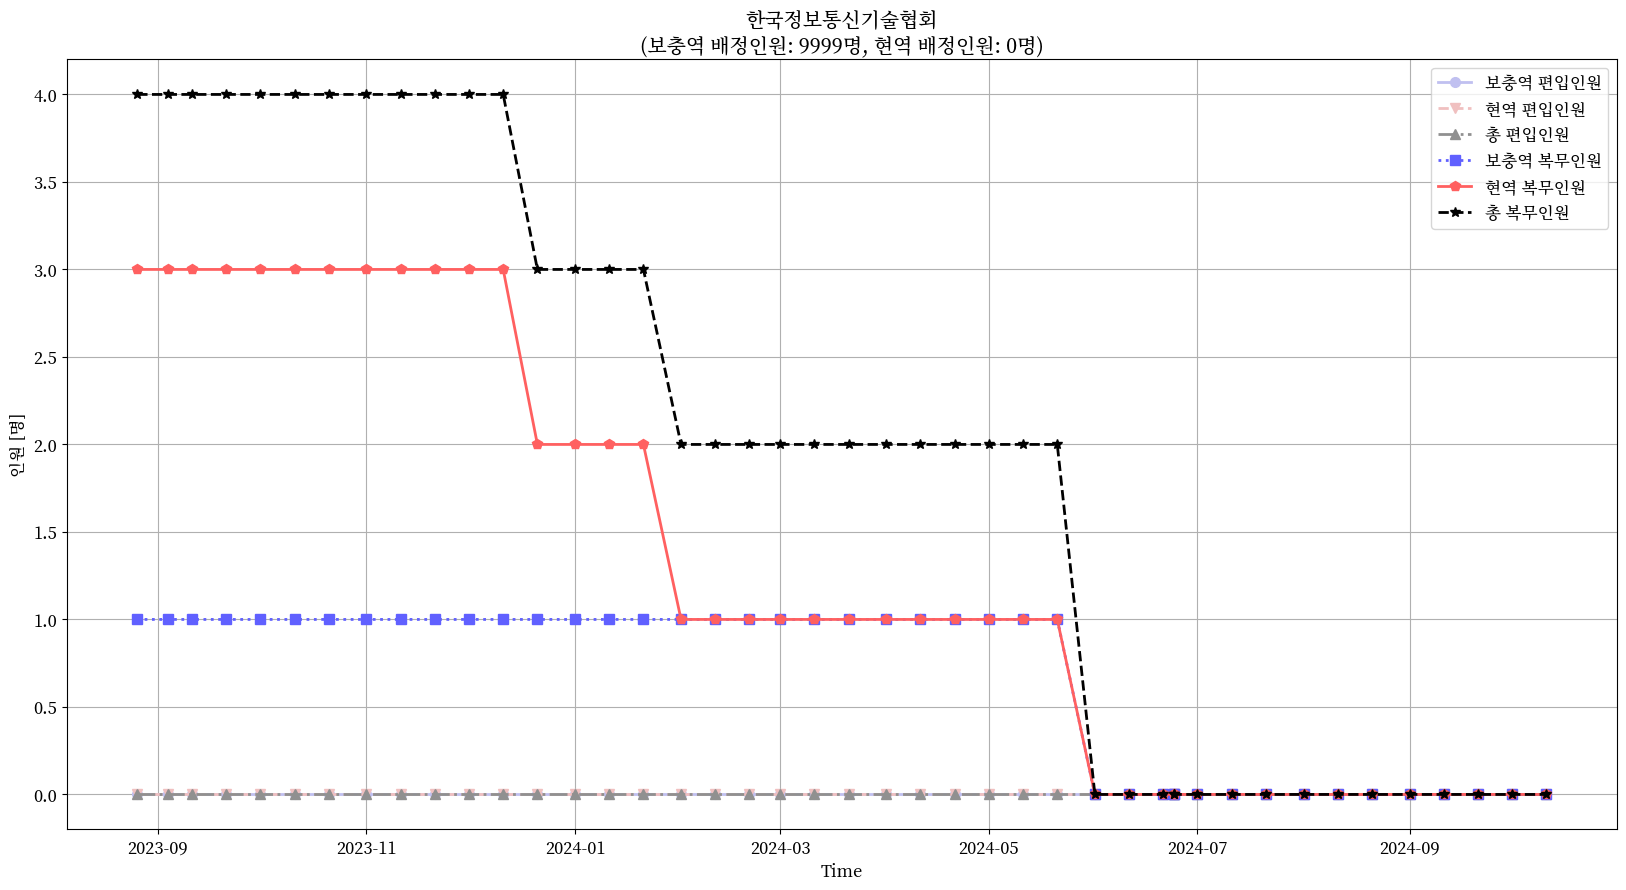 한국정보통신기술협회
(보충역 배정인원: 9999명, 현역 배정인원: 0명)
보충역 편입인원
현역 편입인원
총 편입인원
보충역 복무인원
현역 복무인원
총 복무인원
인원 [명]
4.0
3.5
3.0
2.5
2.0
1.5
1.0
0.5
0.0
2023-09
2023-11
2024-01
2024-03
2024-05
2024-07
2024-09
Time